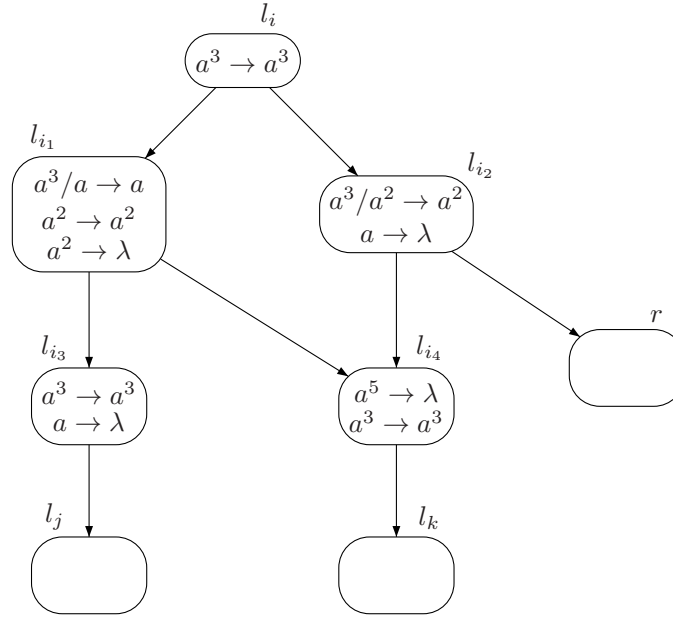 l_i
a^3 → a^3
l_{i_1}
a^3/a → a
a^2 → a^2
a^2 → λ
l_{i_2}
a^3/a^2 → a^2
a → λ
r
l_{i_3}
a^3 → a^3
a → λ
l_{i_4}
a^5 → λ
a^3 → a^3
l_j
l_k